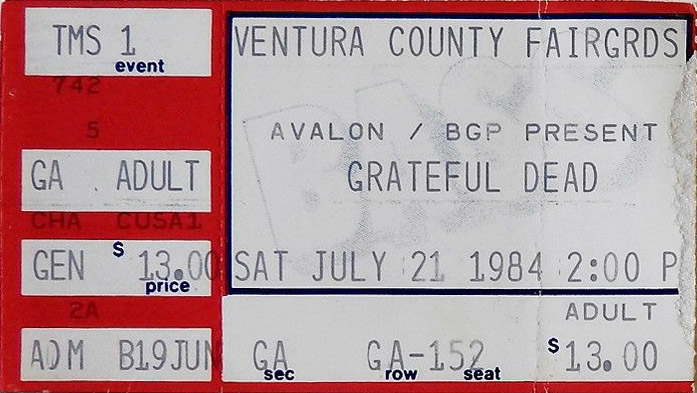 TMS 1
event
742
5
GA ADULT
CHA CUSA1
GEN $ 13.00
price
2A
ADM B19JUN
VENTURA COUNTY FAIRGRDS
AVALON / BGP PRESENT
GRATEFUL DEAD
SAT JULY 21 1984 2:00 P
ADULT
GA GA-152 $13.00
sec row seat